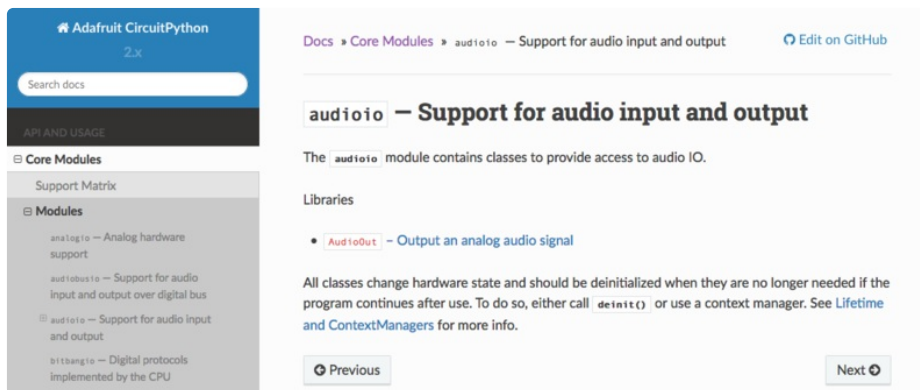 Adafruit CircuitPython
2.x
Search docs
API AND USAGE
Core Modules
Support Matrix
Modules
analogio — Analog hardware
support
audiobusio — Support for audio
input and output over digital bus
audioio — Support for audio input
and output
bitbangio — Digital protocols
implemented by the CPU
Docs » Core Modules » audioio — Support for audio input and output
Edit on GitHub
audioio — Support for audio input and output
The audioio module contains classes to provide access to audio IO.
Libraries
• AudioOut – Output an analog audio signal
All classes change hardware state and should be deinitialized when they are no longer needed if the
program continues after use. To do so, either call deinit() or use a context manager. See Lifetime
and ContextManagers for more info.
Previous
Next